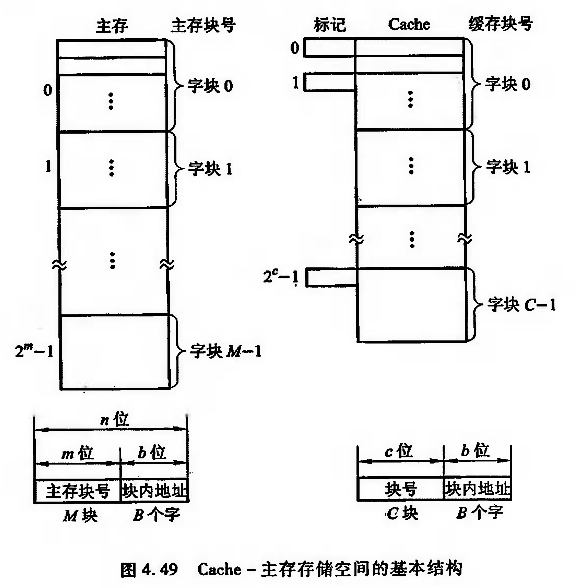 主存 主存块号 标记 Cache 缓存块号
0
字块 0
字块 0
0
1
1
字块 1
字块 1
2^c-1
字块 C-1
2^m-1
字块 M-1
n 位
m 位 b 位
主存块号 块内地址
M 块 B 个字
c 位 b 位
块号 块内地址
C 块 B 个字
图 4.49 Cache-主存存储空间的基本结构